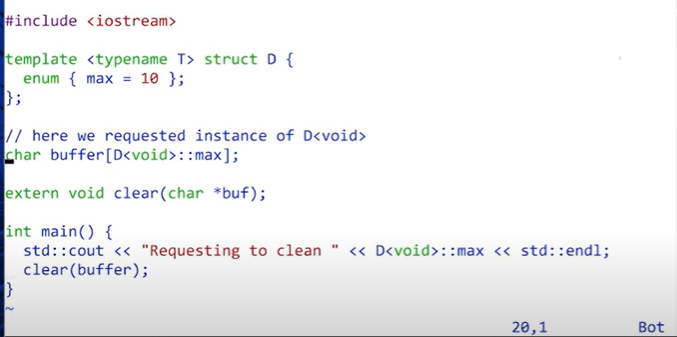 #include <iostream>
template <typename T> struct D {
enum { max = 10 };
};
// here we requested instance of D<void>
char buffer[D<void>::max];
extern void clear(char *buf);
int main() {
std::cout << "Requesting to clean " << D<void>::max << std::endl;
clear(buffer);
}
~
20,1 Bot